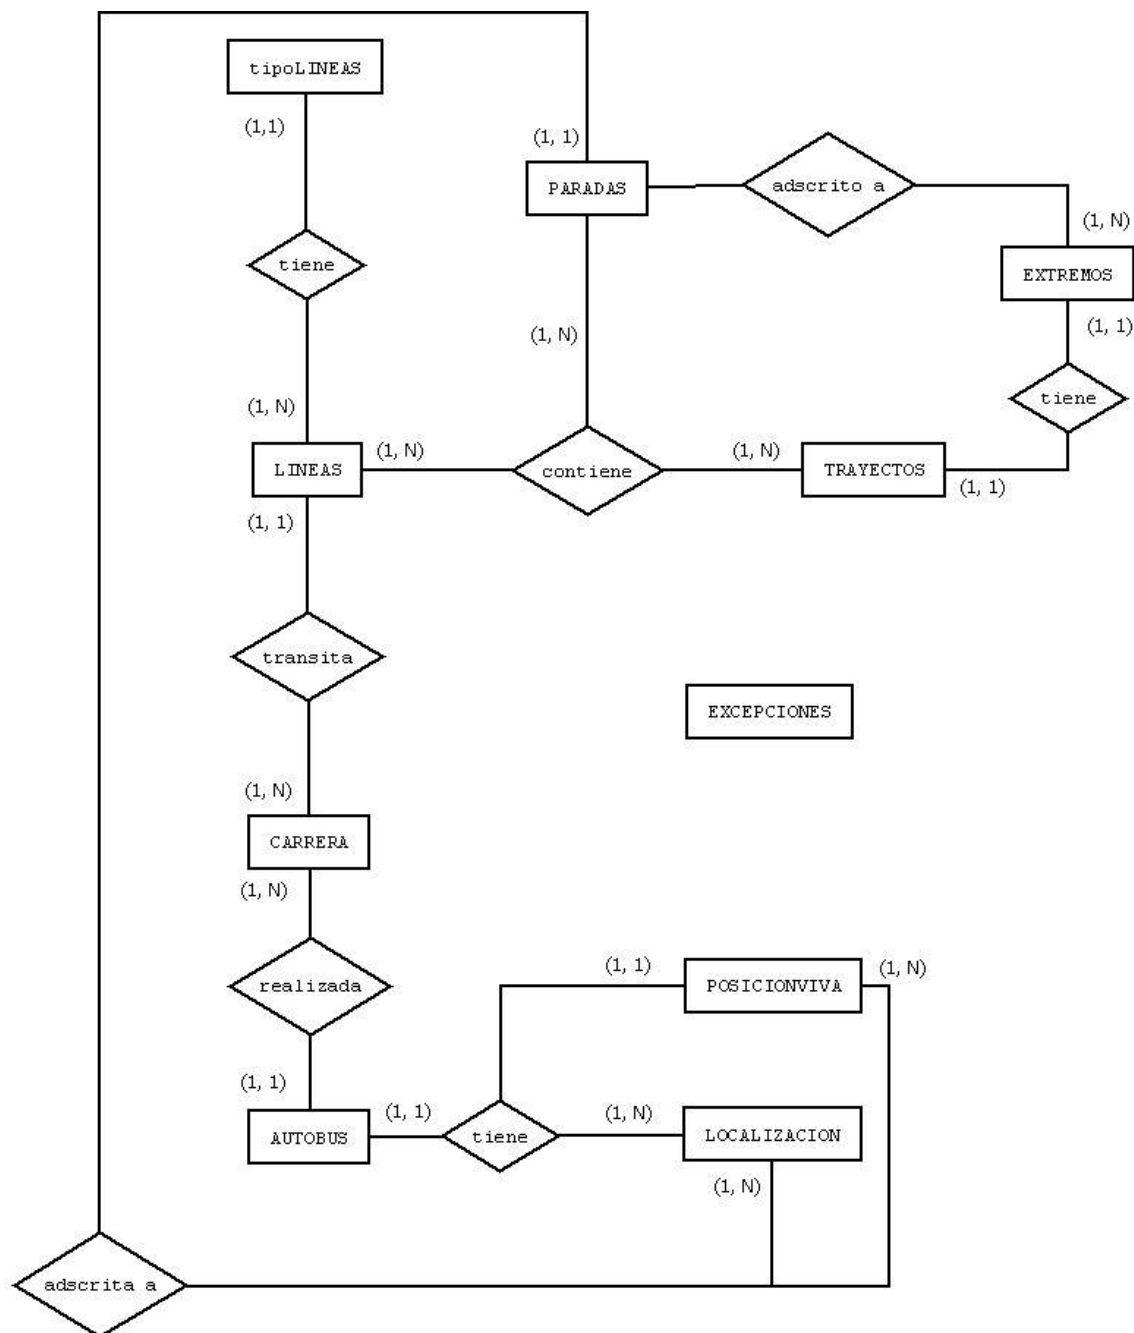 tipoLINEAS
(1,1)
(1, 1)
PARADAS
adscrito a
(1, N)
EXTREMOS
(1, 1)
tiene
(1, N)
tiene
(1, N)
LINEAS
(1, N)
contiene
(1, N)
TRAYECTOS
(1, 1)
(1, 1)
transita
EXCEPCIONES
(1, N)
CARRERA
(1, N)
realizada
(1, 1)
POSICIONVIVA
(1, N)
(1, 1)
AUTOBUS
(1, 1)
tiene
(1, N)
LOCALIZACION
(1, N)
adscrita a